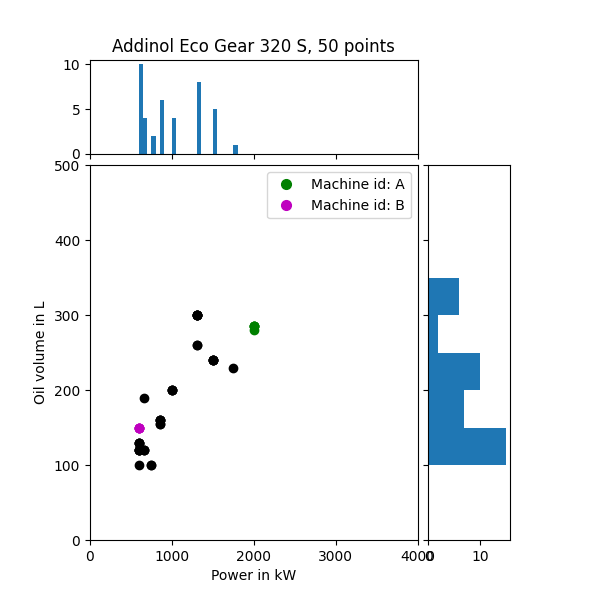 Addinol Eco Gear 320 S, 50 points
10
5
0
500
400
300
200
100
0
Machine id: A
Machine id: B
Oil volume in L
0 1000 2000 3000 4000
0 10
Power in kW